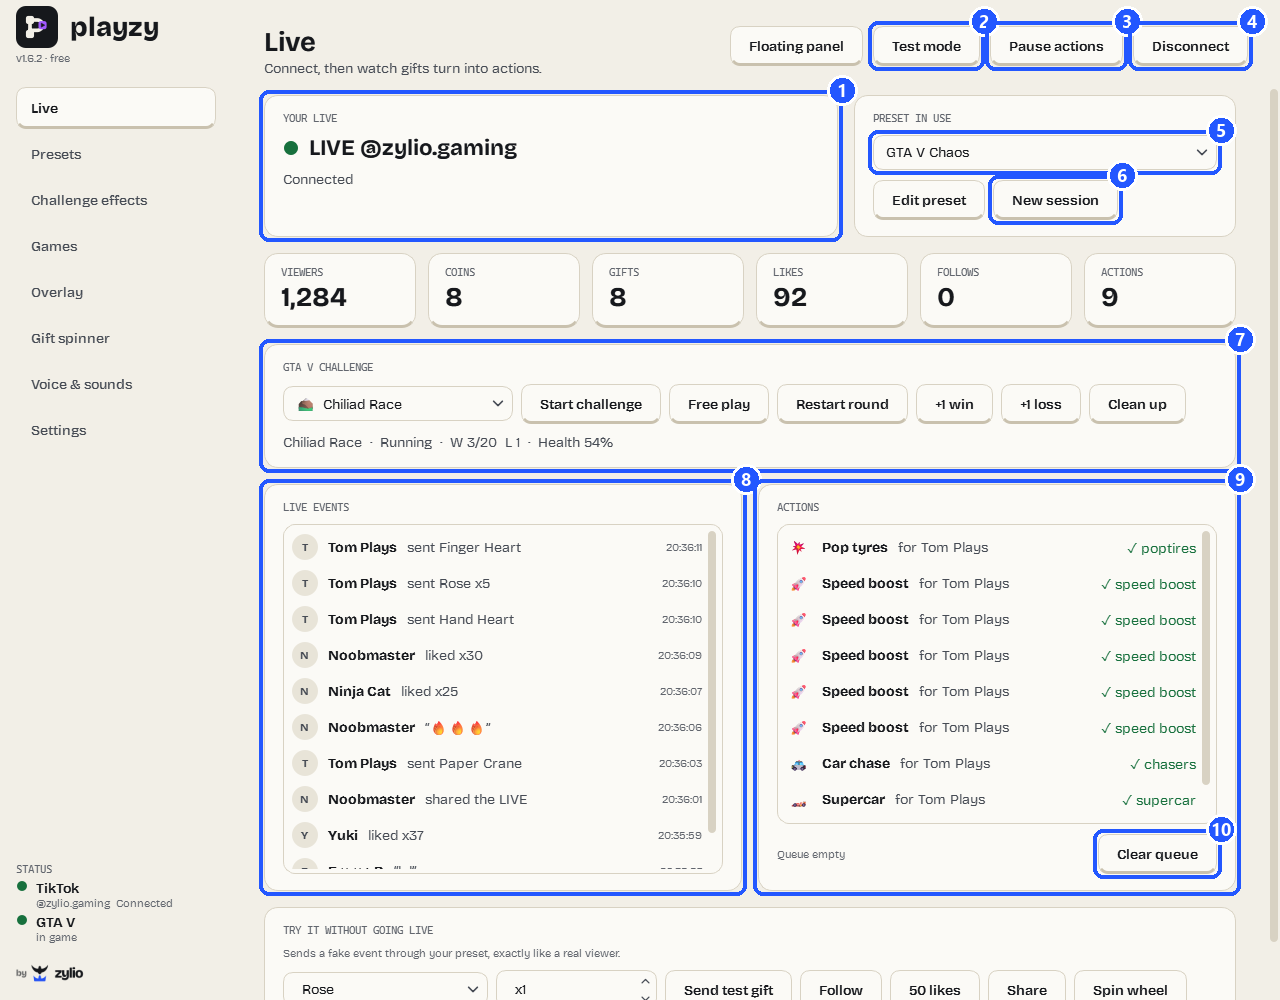 playzy
v1.6.2 · free
Live
Presets
Challenge effects
Games
Overlay
Gift spinner
Voice & sounds
Settings
STATUS
TikTok
@zylio.gaming Connected
GTA V
in game
by zylio
Live
Connect, then watch gifts turn into actions.
Floating panel
Test mode
2
Pause actions
3
Disconnect
4
1
YOUR LIVE
LIVE @zylio.gaming
Connected
PRESET IN USE
5
GTA V Chaos
6
Edit preset
New session
VIEWERS
1,284
COINS
8
GIFTS
8
LIKES
92
FOLLOWS
0
ACTIONS
9
7
GTA V CHALLENGE
Chiliad Race
Start challenge
Free play
Restart round
+1 win
+1 loss
Clean up
Chiliad Race · Running · W 3/20 L 1 · Health 54%
8
LIVE EVENTS
T Tom Plays sent Finger Heart 20:36:11
T Tom Plays sent Rose x5 20:36:10
T Tom Plays sent Hand Heart 20:36:10
N Noobmaster liked x30 20:36:09
N Ninja Cat liked x25 20:36:07
N Noobmaster "🔥🔥🔥" 20:36:06
T Tom Plays sent Paper Crane 20:36:03
N Noobmaster shared the LIVE 20:36:01
Y Yuki liked x37 20:35:59
9
ACTIONS
Pop tyres for Tom Plays ✓ poptires
Speed boost for Tom Plays ✓ speed boost
Speed boost for Tom Plays ✓ speed boost
Speed boost for Tom Plays ✓ speed boost
Speed boost for Tom Plays ✓ speed boost
Speed boost for Tom Plays ✓ speed boost
Car chase for Tom Plays ✓ chasers
Supercar for Tom Plays ✓ supercar
10
Queue empty
Clear queue
TRY IT WITHOUT GOING LIVE
Sends a fake event through your preset, exactly like a real viewer.
Rose
x1
Send test gift
Follow
50 likes
Share
Spin wheel